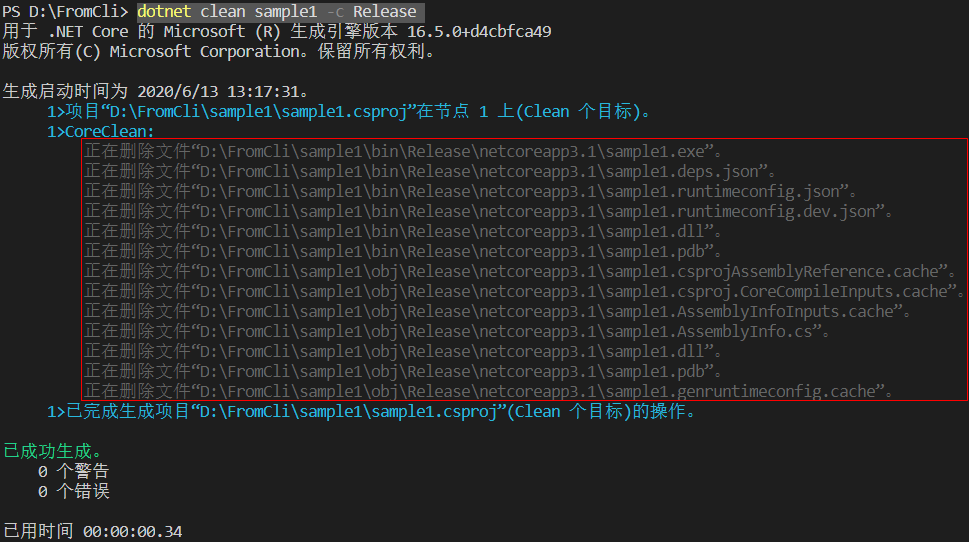 PS D:\FromCli> dotnet clean sample1 -c Release
用于 .NET Core 的 Microsoft (R) 生成引擎版本 16.5.0+d4cbfca49
版权所有(C) Microsoft Corporation。保留所有权利。
生成启动时间为 2020/6/13 13:17:31。
1>项目“D:\FromCli\sample1\sample1.csproj”在节点 1 上(Clean 个目标)。
1>CoreClean:
正在删除文件“D:\FromCli\sample1\bin\Release\netcoreapp3.1\sample1.exe”。
正在删除文件“D:\FromCli\sample1\bin\Release\netcoreapp3.1\sample1.deps.json”。
正在删除文件“D:\FromCli\sample1\bin\Release\netcoreapp3.1\sample1.runtimeconfig.json”。
正在删除文件“D:\FromCli\sample1\bin\Release\netcoreapp3.1\sample1.runtimeconfig.dev.json”。
正在删除文件“D:\FromCli\sample1\bin\Release\netcoreapp3.1\sample1.dll”。
正在删除文件“D:\FromCli\sample1\bin\Release\netcoreapp3.1\sample1.pdb”。
正在删除文件“D:\FromCli\sample1\obj\Release\netcoreapp3.1\sample1.csprojAssemblyReference.cache”。
正在删除文件“D:\FromCli\sample1\obj\Release\netcoreapp3.1\sample1.csproj.CoreCompileInputs.cache”。
正在删除文件“D:\FromCli\sample1\obj\Release\netcoreapp3.1\sample1.AssemblyInfoInputs.cache”。
正在删除文件“D:\FromCli\sample1\obj\Release\netcoreapp3.1\sample1.AssemblyInfo.cs”。
正在删除文件“D:\FromCli\sample1\obj\Release\netcoreapp3.1\sample1.dll”。
正在删除文件“D:\FromCli\sample1\obj\Release\netcoreapp3.1\sample1.pdb”。
正在删除文件“D:\FromCli\sample1\obj\Release\netcoreapp3.1\sample1.genruntimeconfig.cache”。
1>已完成生成项目“D:\FromCli\sample1\sample1.csproj”(Clean 个目标)的操作。
已成功生成。
0 个警告
0 个错误
已用时间 00:00:00.34